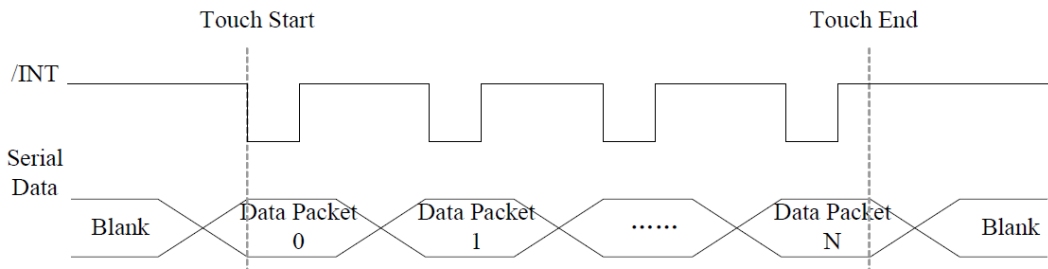 Touch Start
Touch End
/INT
Serial
Data
Blank
Data Packet
0
Data Packet
1
……
Data Packet
N
Blank